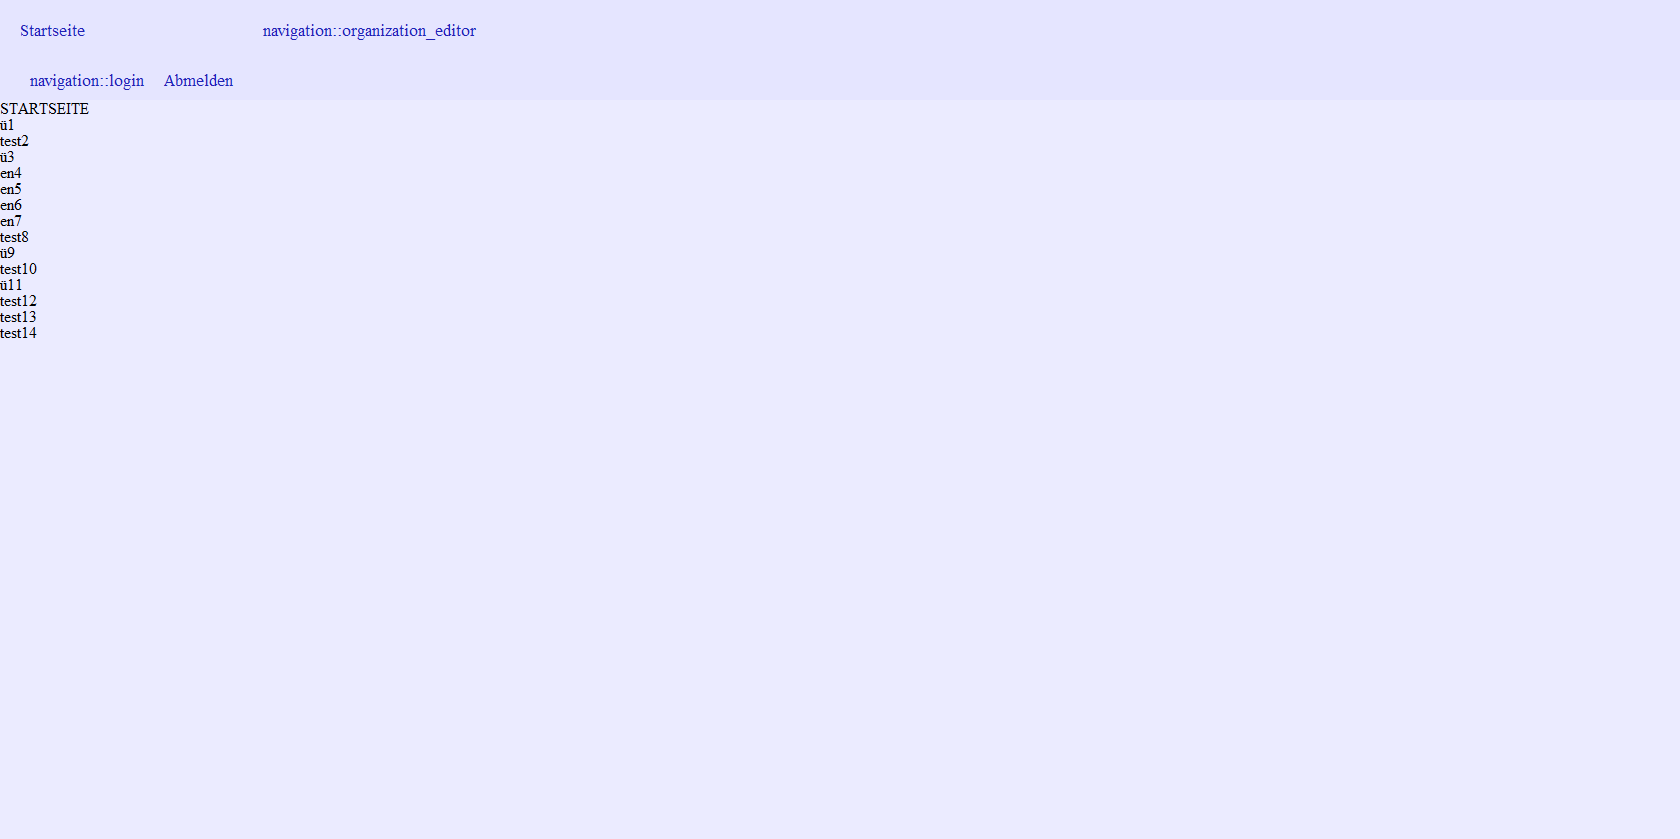 Startseite navigation::organization_editor
navigation::login Abmelden
STARTSEITE
ü1
test2
ü3
en4
en5
en6
en7
test8
ü9
test10
ü11
test12
test13
test14